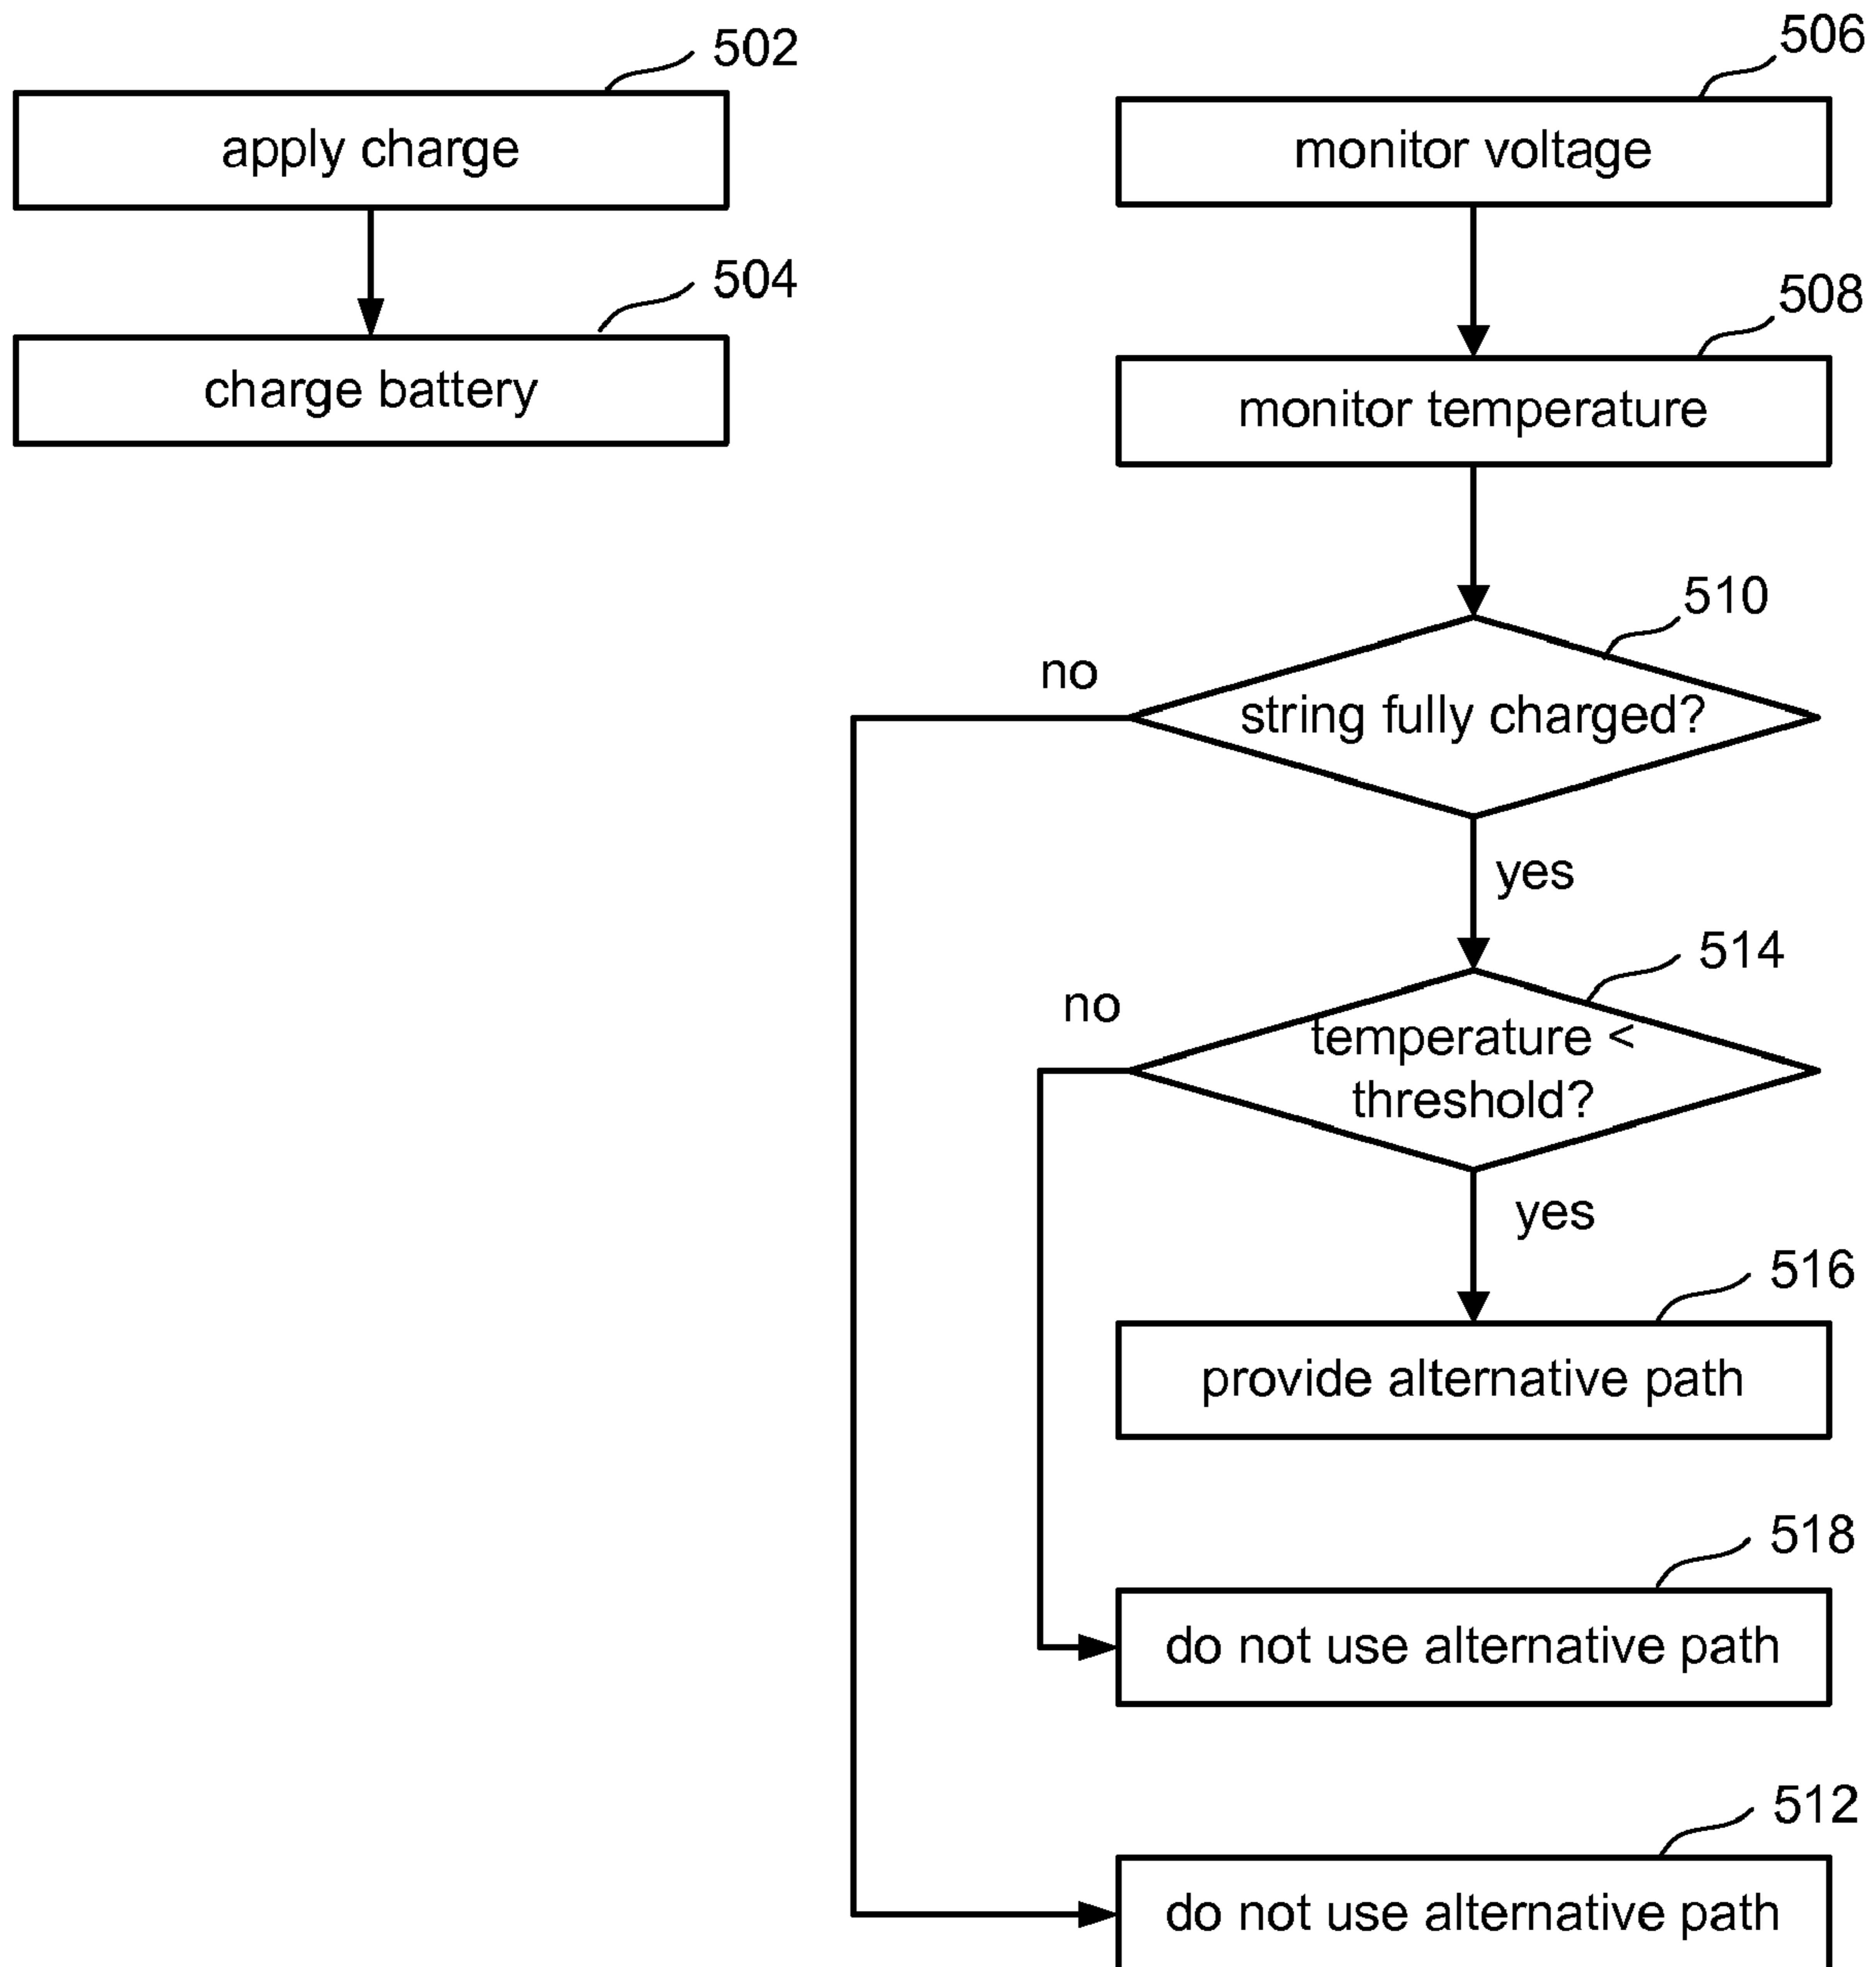 502
apply charge
504
charge battery
506
monitor voltage
508
monitor temperature
510
no
string fully charged?
yes
514
no
temperature <
threshold?
yes
516
provide alternative path
518
do not use alternative path
512
do not use alternative path